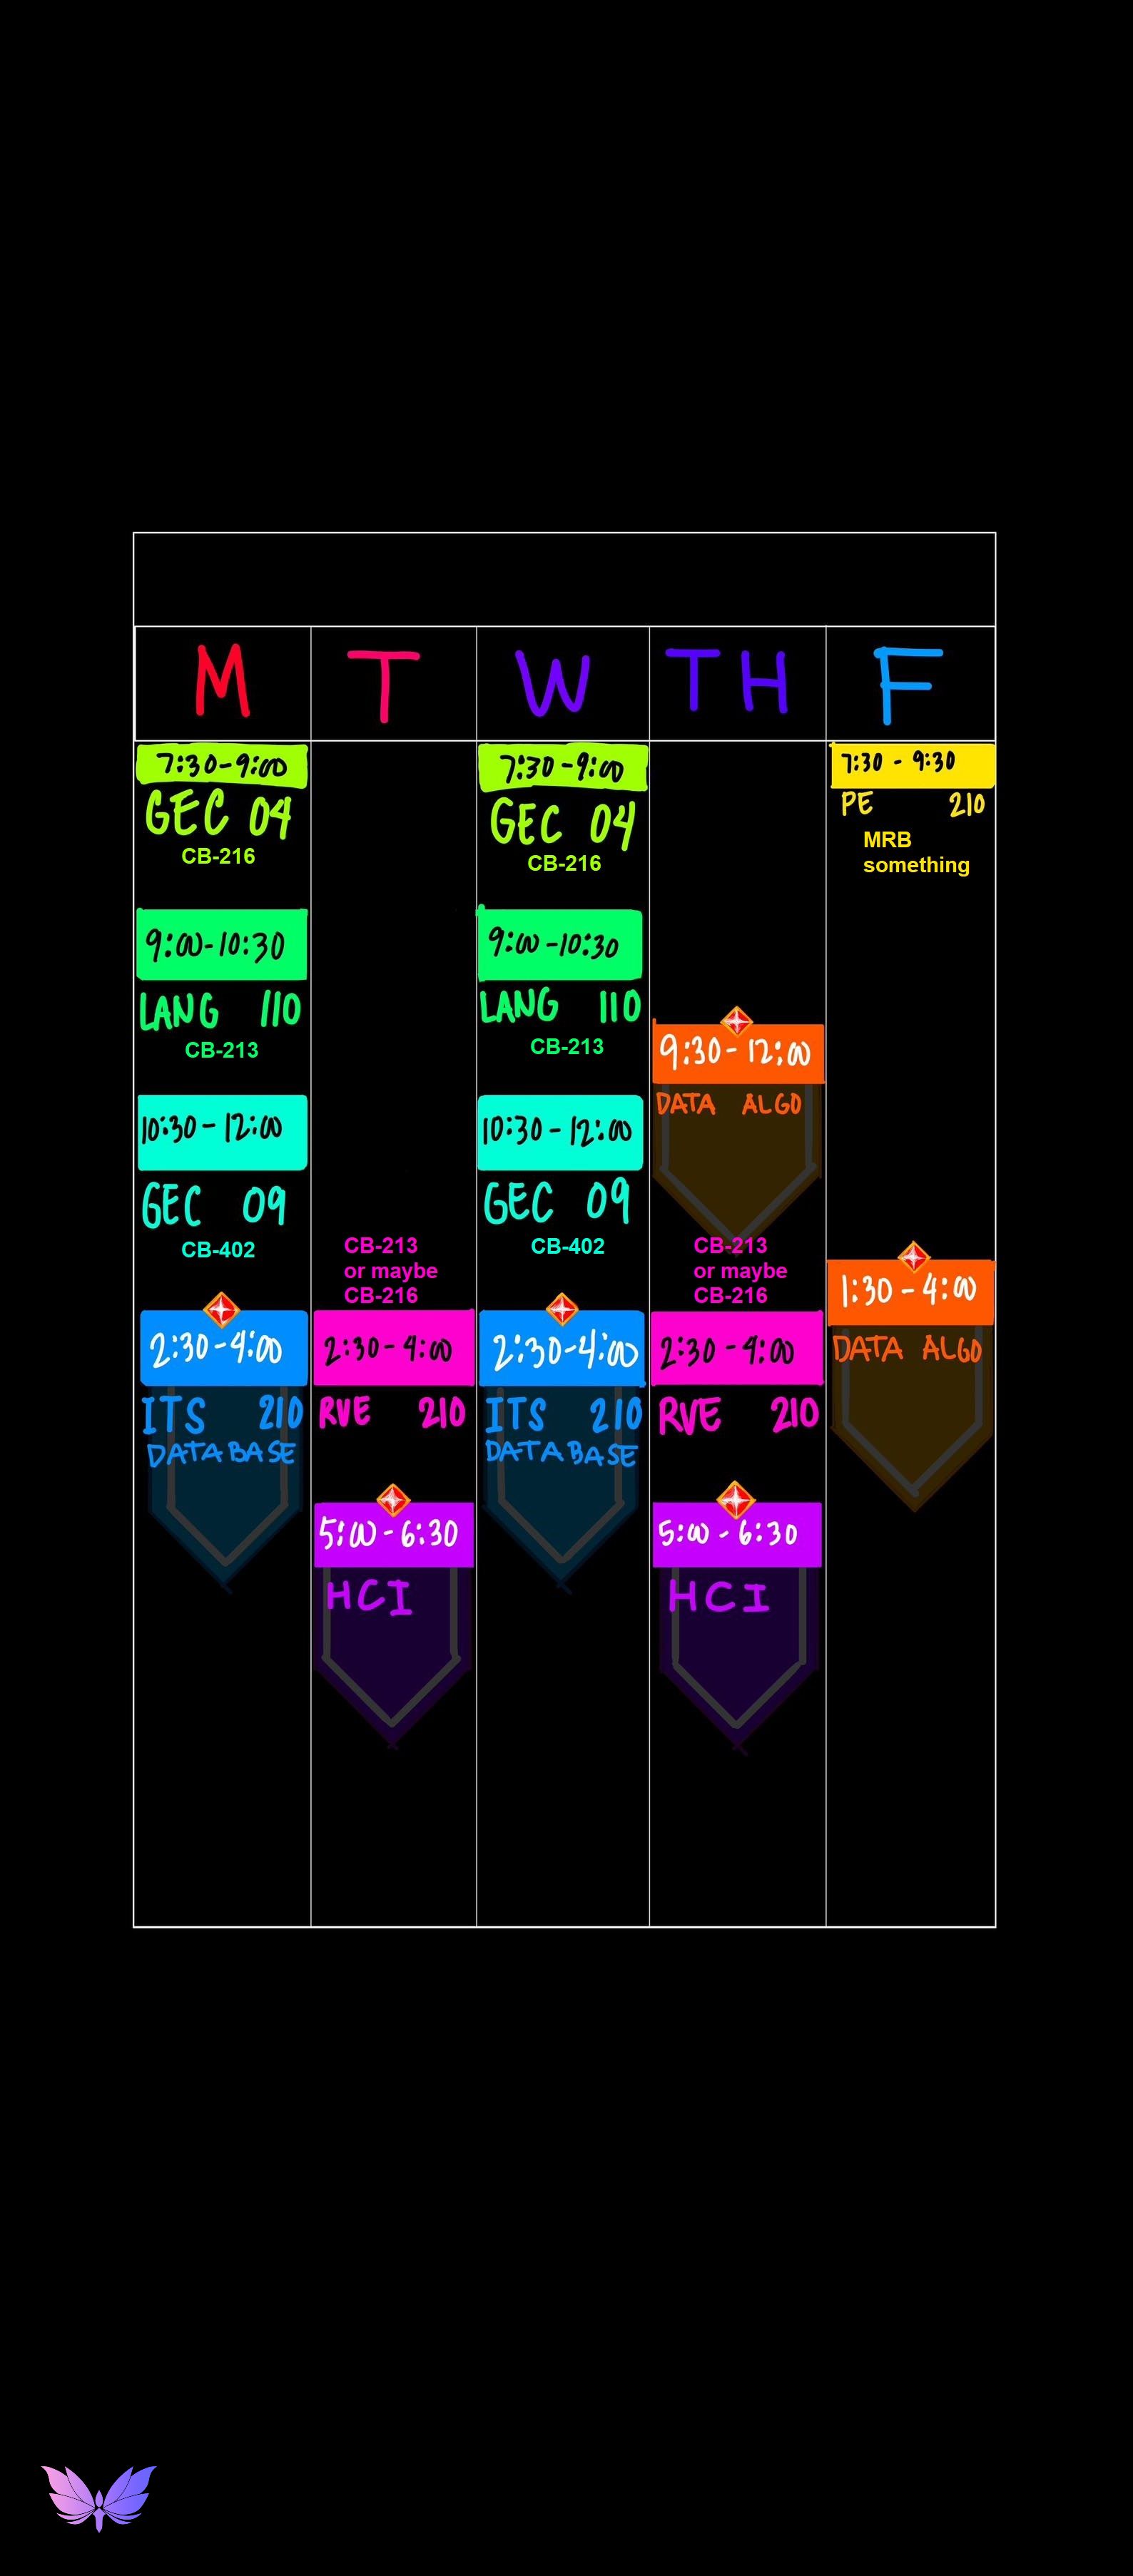 M T W TH F
7:30-9:00
GEC 04
CB-216
9:00-10:30
LANG 110
CB-213
10:30-12:00
GEC 09
CB-402
2:30-4:00
ITS 210
DATABASE
CB-213
or maybe
CB-216
2:30-4:00
RVE 210
5:00-6:30
HCI
7:30-9:00
GEC 04
CB-216
9:00-10:30
LANG 110
CB-213
10:30-12:00
GEC 09
CB-402
2:30-4:00
ITS 210
DATABASE
9:30-12:00
DATA ALGO
CB-213
or maybe
CB-216
2:30-4:00
RVE 210
5:00-6:30
HCI
7:30 - 9:30
PE 210
MRB
something
1:30-4:00
DATA ALGO